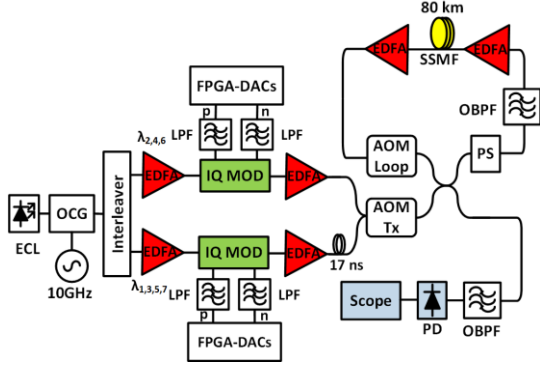 80 km
EDFA
SSMF
EDFA
FPGA-DACs
p
n
OBPF
λ2,4,6
LPF
LPF
EDFA
IQ MOD
EDFA
AOM
Loop
PS
ECL
OCG
Interleaver
AOM
Tx
10GHz
EDFA
IQ MOD
EDFA
17 ns
λ1,3,5,7
LPF
LPF
p
n
FPGA-DACs
Scope
PD
OBPF